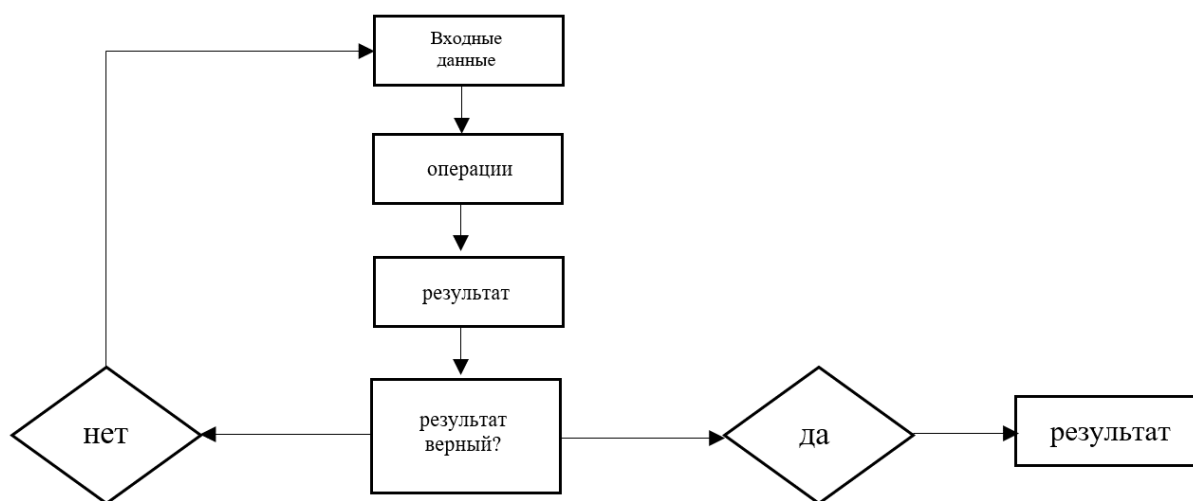 Входные
данные
операции
результат
результат
верный?
нет
да
результат